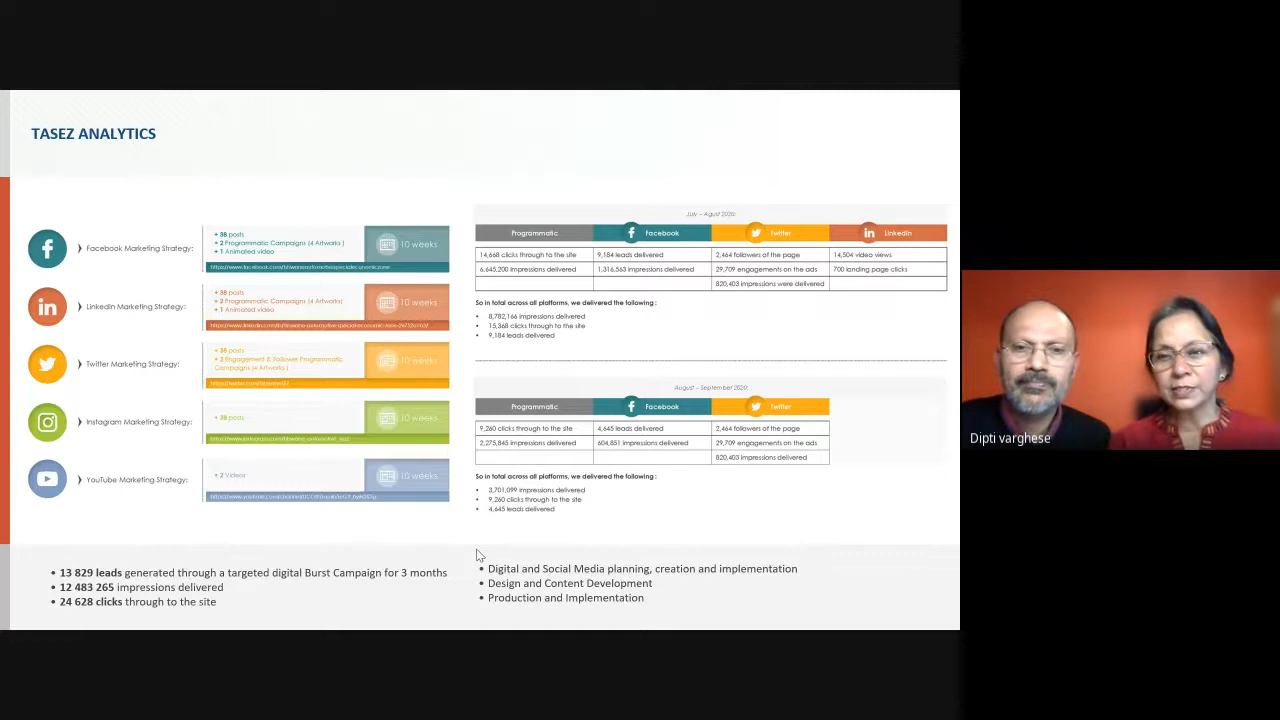 TASEZ ANALYTICS
Facebook Marketing Strategy:
+ 38 posts
+ 2 Programmatic Campaigns (4 Artworks )
+ 1 Animated video
10 weeks
LinkedIn Marketing Strategy:
+ 38 posts
+ 2 Programmatic Campaigns (4 Artworks)
+ 1 Animated video
10 weeks
Twitter Marketing Strategy:
+ 38 posts
+ 2 Engagement & Follower Programmatic
Campaigns (4 Artworks )
10 weeks
Instagram Marketing Strategy:
+ 38 posts
10 weeks
YouTube Marketing Strategy:
+ 2 Videos
10 weeks
July – Agust 2020:
Programmatic Facebook Twitter LinkedIn
14,668 clicks through to the site 9,184 leads delivered 2,464 followers of the page 14,504 video views
6,645,200 impressions delivered 1,316,563 impressions delivered 29,709 engagements on the ads 700 landing page clicks
820,403 impressions were delivered
So in total across all platforms, we delivered the following :
• 8,782,166 impressions delivered
• 15,368 clicks through to the site
• 9,184 leads delivered
August – September 2020:
Programmatic Facebook Twitter
9,260 clicks through to the site 4,645 leads delivered 2,464 followers of the page
2,275,845 impressions delivered 604,851 impressions delivered 29,709 engagements on the ads
820,403 impressions delivered
So in total across all platforms, we delivered the following :
• 3,701,099 impressions delivered
• 9,260 clicks through to the site
• 4,645 leads delivered
• 13 829 leads generated through a targeted digital Burst Campaign for 3 months
• 12 483 265 impressions delivered
• 24 628 clicks through to the site
• Digital and Social Media planning, creation and implementation
• Design and Content Development
• Production and Implementation
Dipti varghese